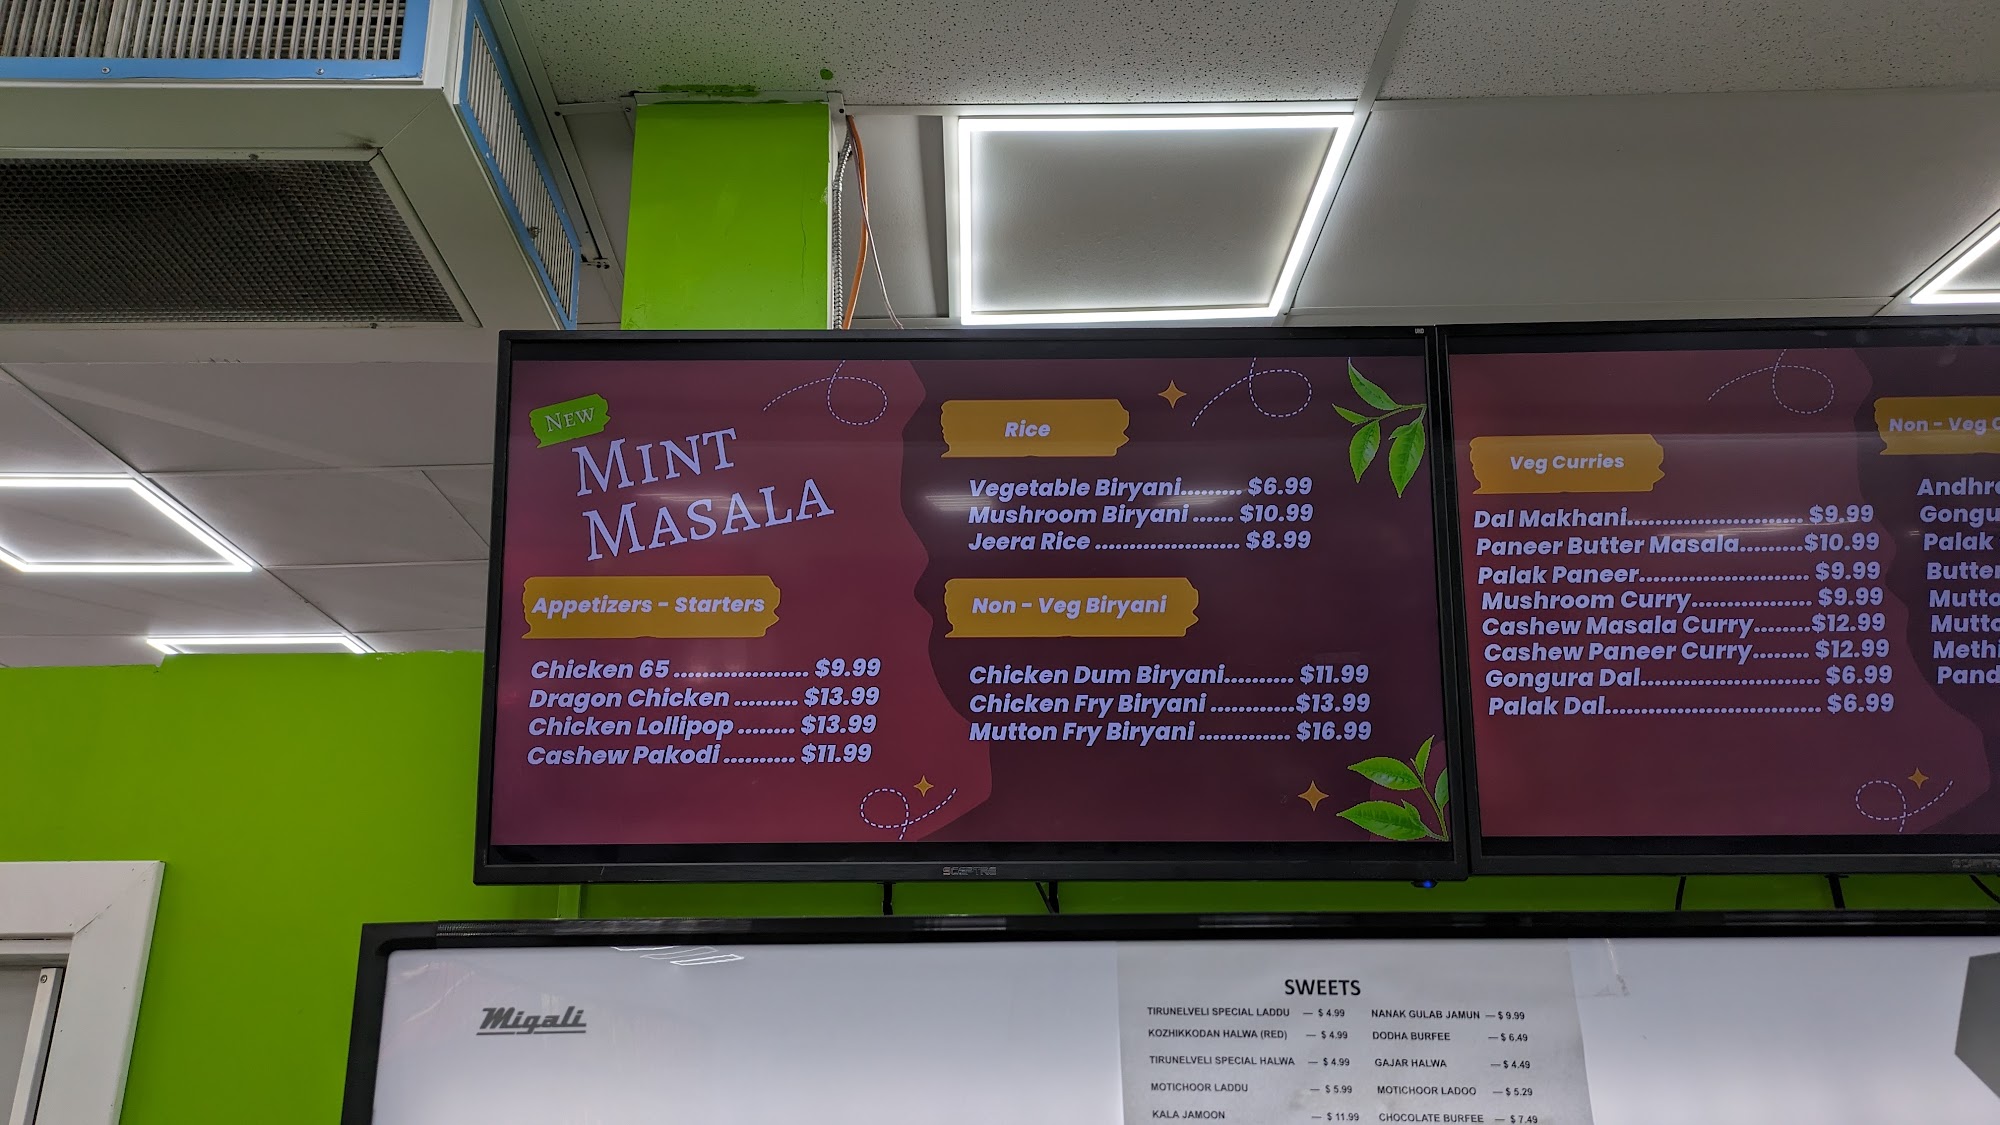 New
Mint
Masala
Appetizers - Starters
Chicken 65 .................... $9.99
Dragon Chicken ......... $13.99
Chicken Lollipop ........ $13.99
Cashew Pakodi .......... $11.99
Rice
Vegetable Biryani......... $6.99
Mushroom Biryani ...... $10.99
Jeera Rice ..................... $8.99
Non - Veg Biryani
Chicken Dum Biryani.......... $11.99
Chicken Fry Biryani ............$13.99
Mutton Fry Biryani ............. $16.99
SCEPTRE
UHD
Veg Curries
Dal Makhani.......................... $9.99
Paneer Butter Masala.........$10.99
Palak Paneer......................... $9.99
Mushroom Curry.................. $9.99
Cashew Masala Curry........$12.99
Cashew Paneer Curry........ $12.99
Gongura Dal.......................... $6.99
Palak Dal................................ $6.99
Non - Veg
Palak
Migali
SWEETS
TIRUNELVELI SPECIAL LADDU — $ 4.99
KOZHIKKODAN HALWA (RED) — $ 4.99
TIRUNELVELI SPECIAL HALWA — $ 4.99
MOTICHOOR LADDU — $ 5.99
KALA JAMOON — $ 11.99
NANAK GULAB JAMUN — $ 9.99
DODHA BURFEE — $ 6.49
GAJAR HALWA — $ 4.49
MOTICHOOR LADOO — $ 5.29
CHOCOLATE BURFEE — $ 7.49